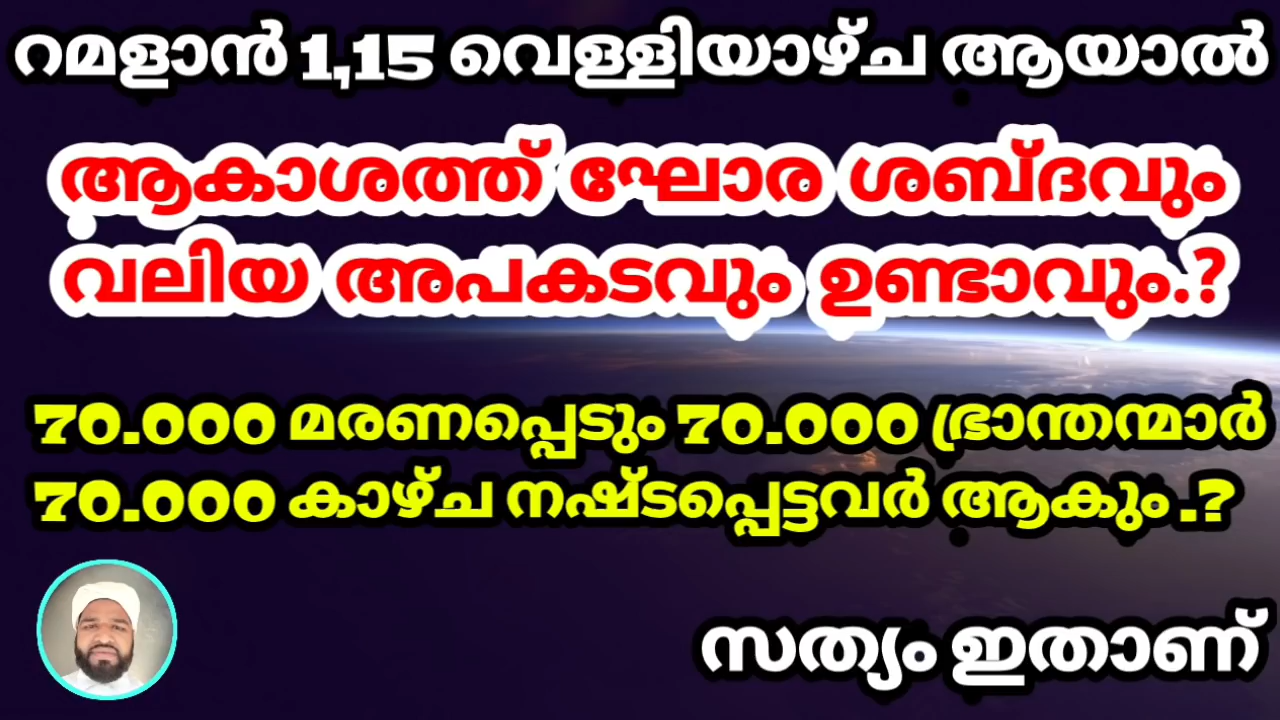 റമളാൻ 1,15 വെള്ളിയാഴ്ച ആയാൽ
ആകാശത്ത് ഘോര ശബ്ദവും
വലിയ അപകടവും ഉണ്ടാവും.?
70.000 മരണപ്പെടും 70.000 ഭ്രാന്തന്മാർ
70.000 കാഴ്ച നഷ്ടപ്പെട്ടവർ ആകും .?
സത്യം ഇതാണ്